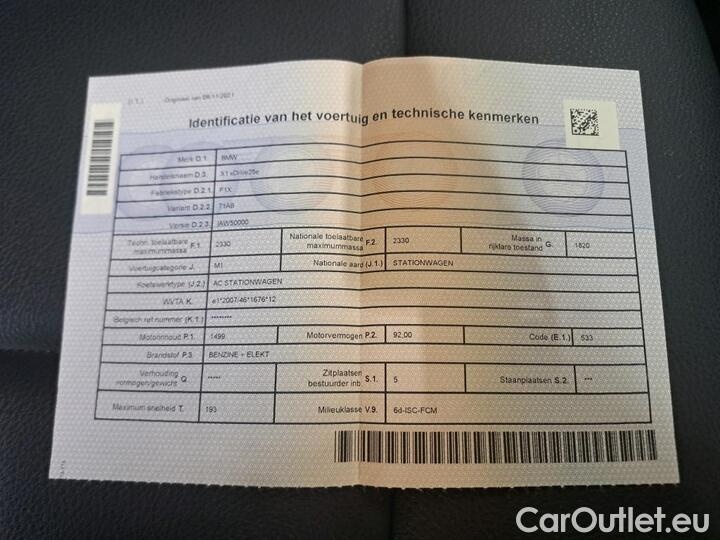 (I.1.) Origineel van 09/11/2021
Identificatie van het voertuig en technische kenmerken
Merk D.1. BMW
Handelsnaam D.3. X1 xDrive25e
Fabriekstype D.2.1. F1X
Variant D.2.2. 71AB
Versie D.2.3. IAW50000
Techn. toelaatbare maximummassa F.1. 2330 Nationale toelaatbare maximummassa F.2. 2330 Massa in rijklare toestand G. 1820
Voertuigcategorie J. M1 Nationale aard (J.1.) STATIONWAGEN
Koetswerktype (J.2.) AC STATIONWAGEN
WVTA K. e1*2007/46*1676*12
Belgisch ref.nummer (K.1.) ********
Motorinhoud P.1. 1499 Motorvermogen P.2. 92.00 Code (E.1.) 533
Brandstof P.3. BENZINE + ELEKT
Verhouding vermogen/gewicht Q. ***** Zitplaatsen bestuurder inb. S.1. 5 Staanplaatsen S.2. ***
Maximum snelheid T. 193 Milieuklasse V.9. 6d-ISC-FCM
CarOutlet.eu